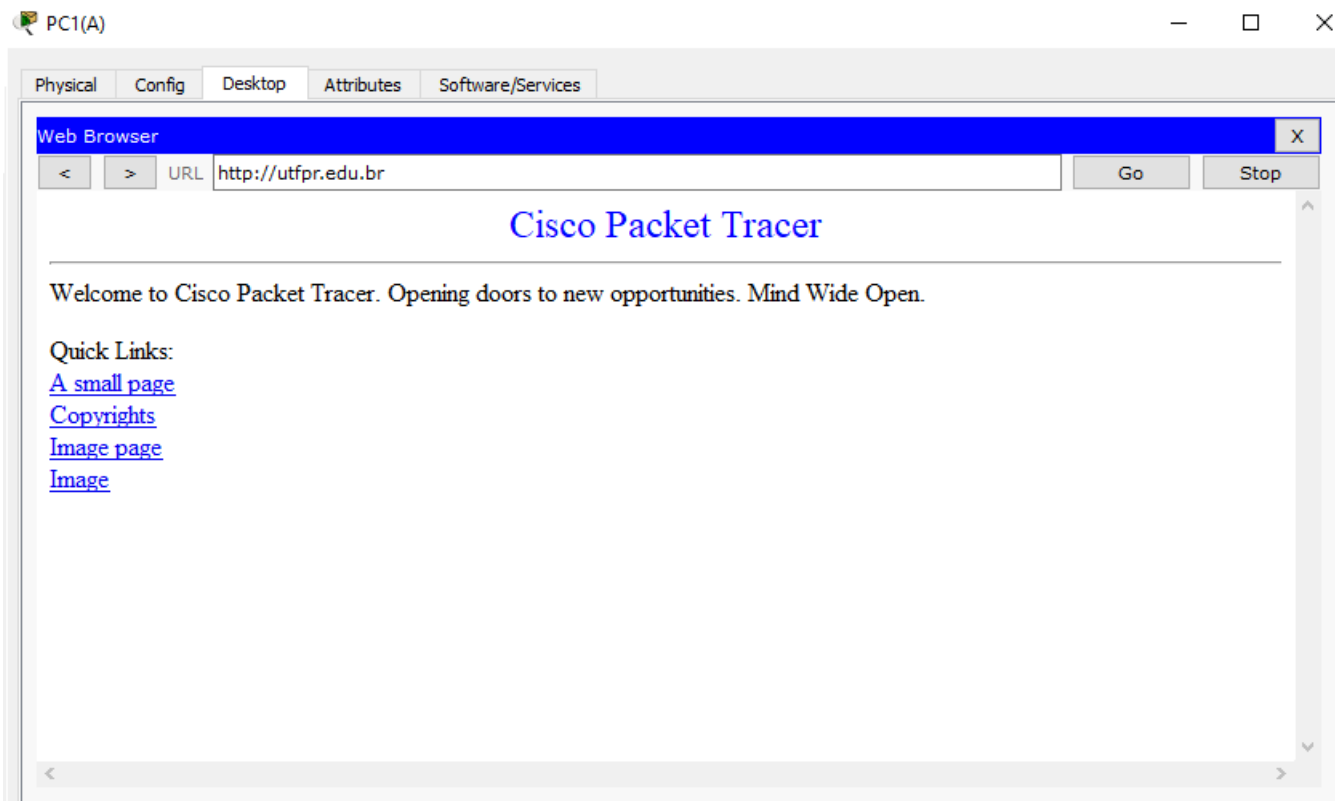 PC1(A)
Physical Config Desktop Attributes Software/Services
Web Browser X
< > URL http://utfpr.edu.br Go Stop
Cisco Packet Tracer
Welcome to Cisco Packet Tracer. Opening doors to new opportunities. Mind Wide Open.
Quick Links:
A small page
Copyrights
Image page
Image